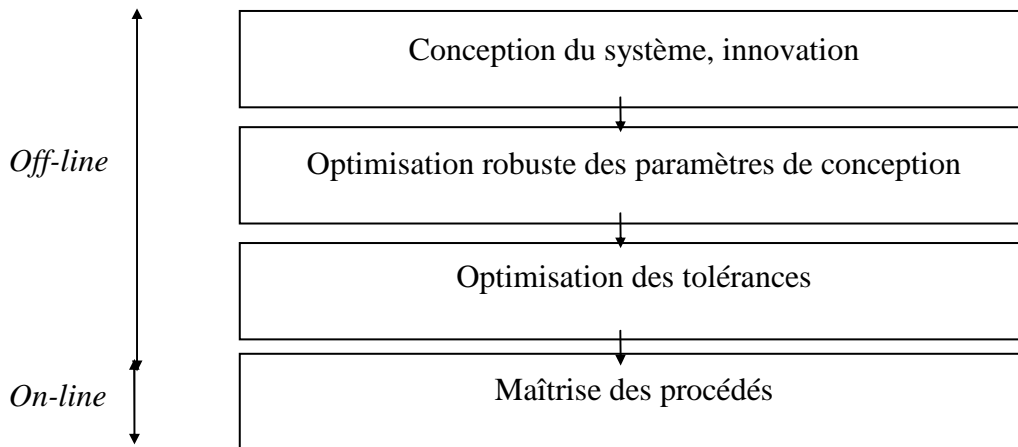 Conception du système, innovation
Off-line
Optimisation robuste des paramètres de conception
Optimisation des tolérances
On-line
Maîtrise des procédés